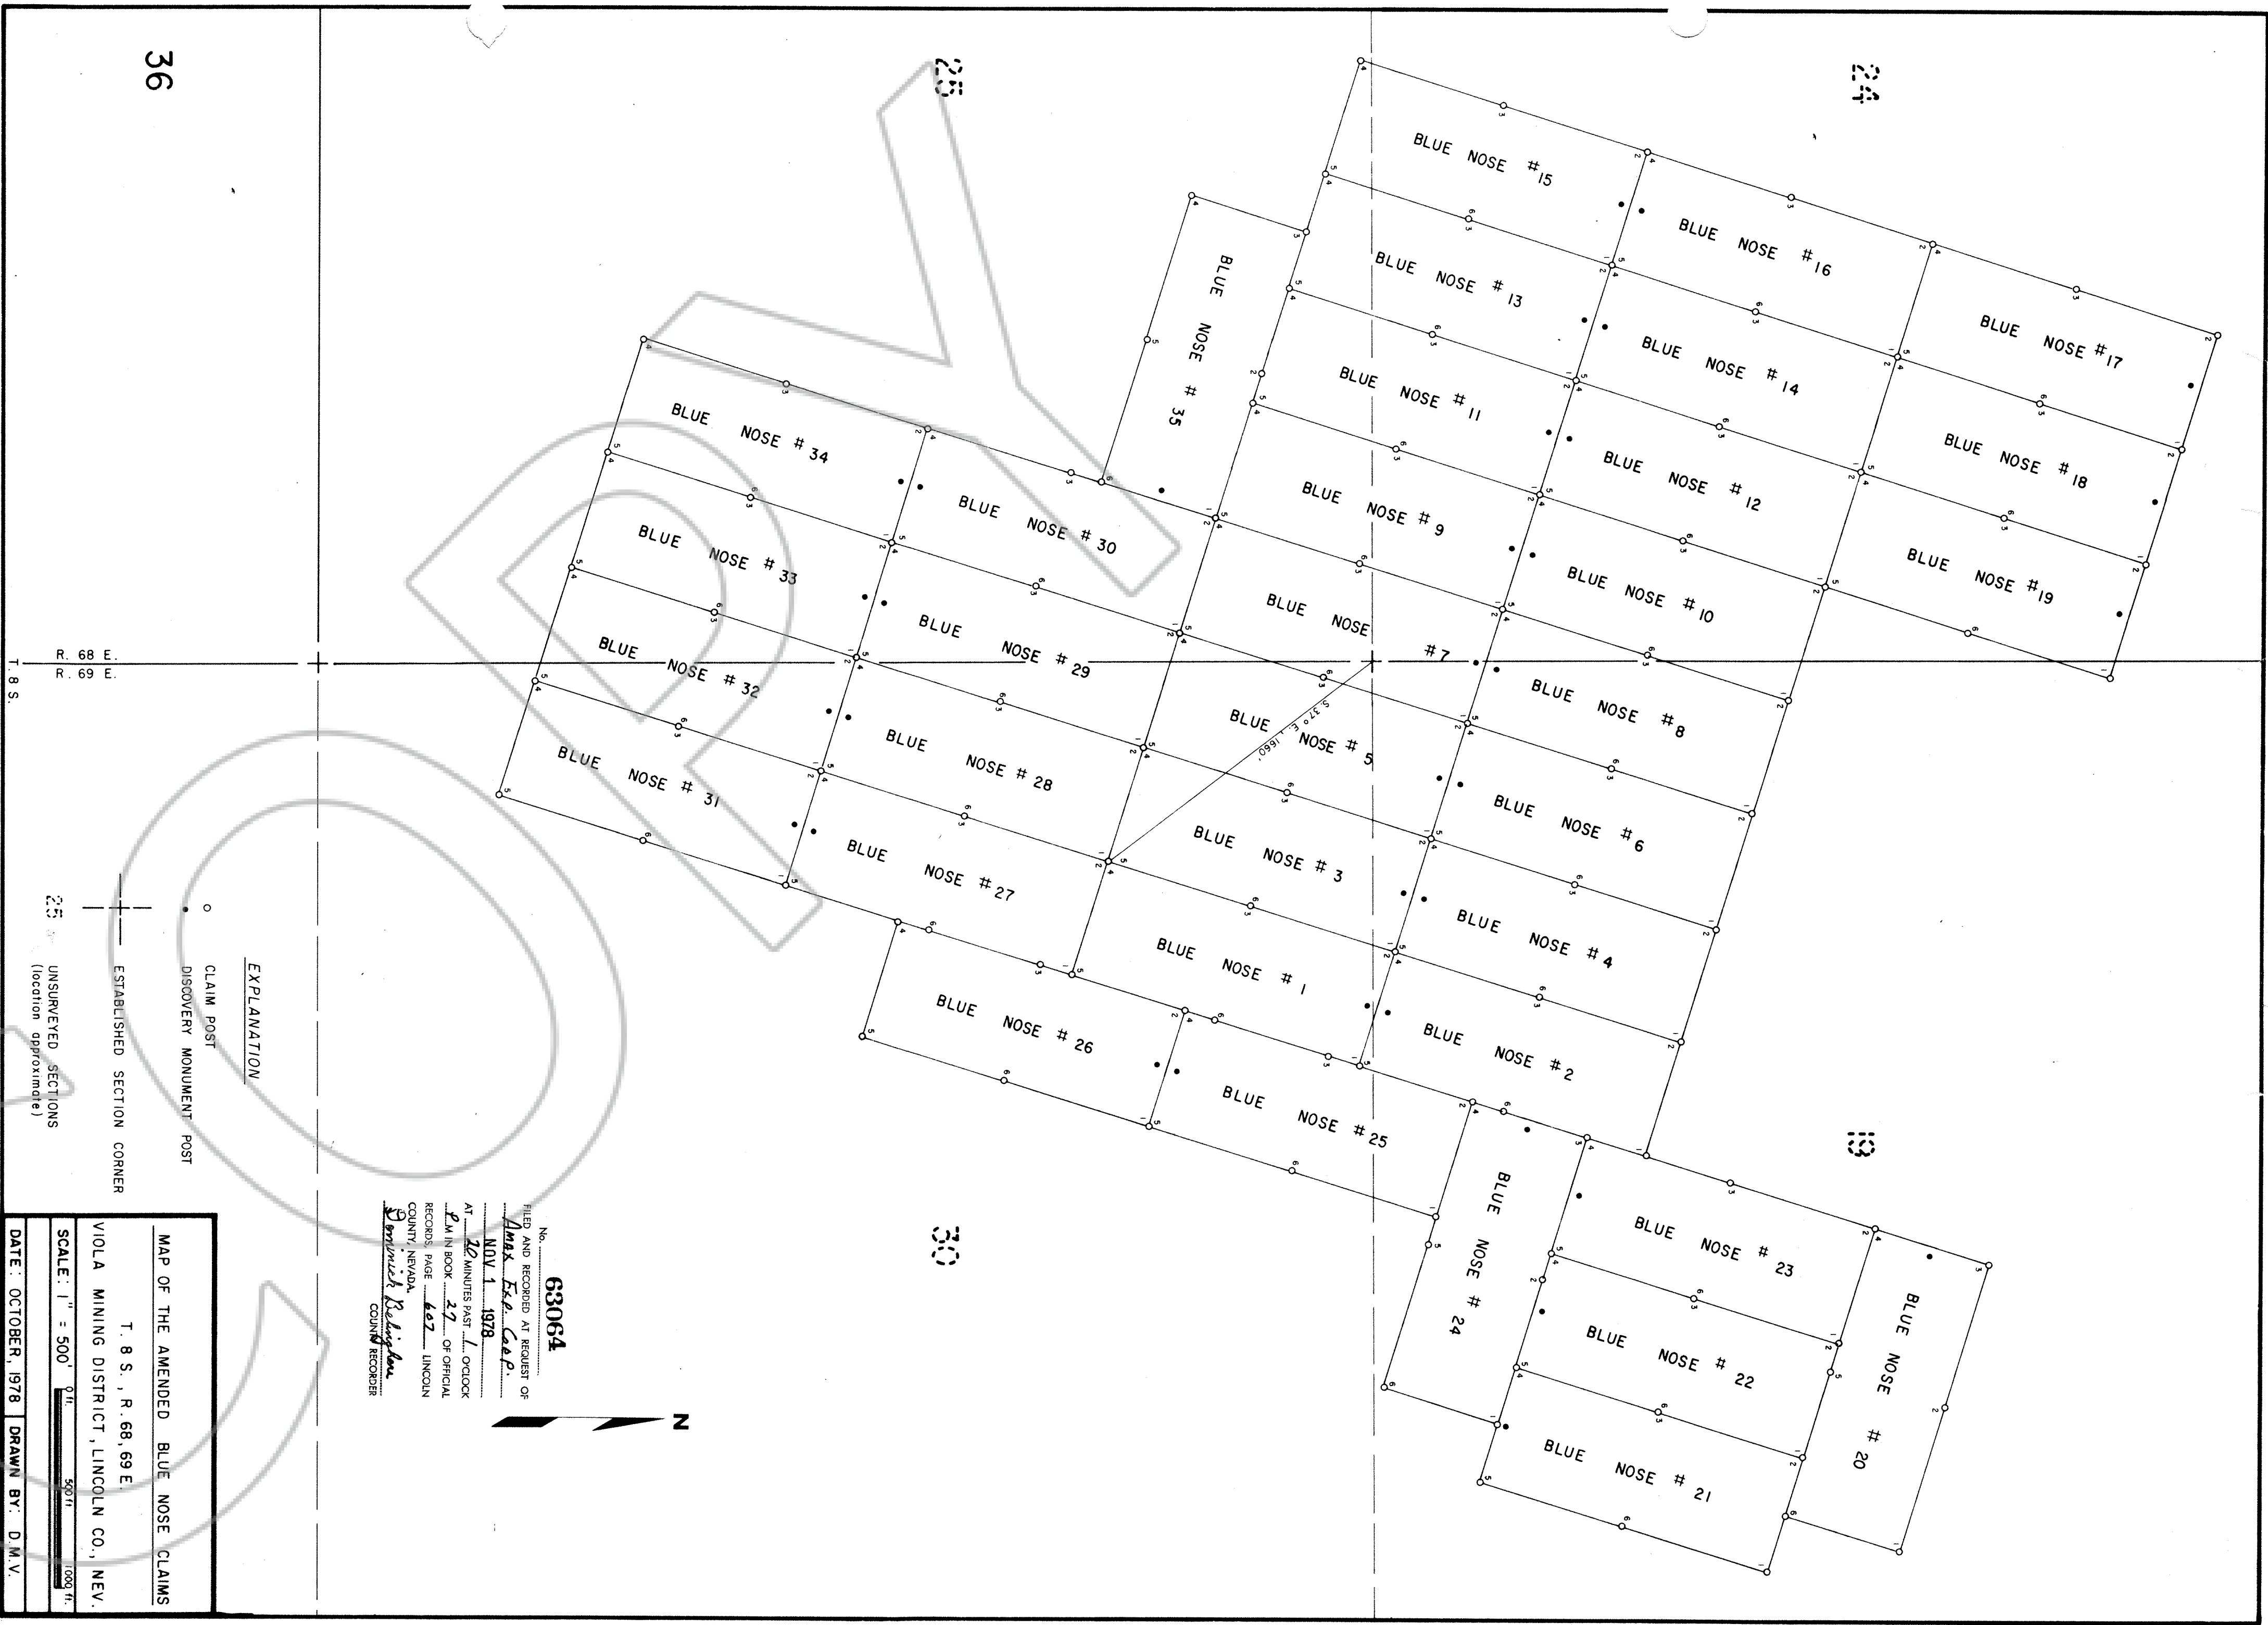 24
25
36
19
30
BLUE NOSE #15
BLUE NOSE #16
BLUE NOSE #17
BLUE NOSE #13
BLUE NOSE #14
BLUE NOSE #18
BLUE NOSE #11
BLUE NOSE #12
BLUE NOSE #19
BLUE NOSE #9
BLUE NOSE #10
BLUE NOSE #7
BLUE NOSE #8
BLUE NOSE #5
BLUE NOSE #6
BLUE NOSE #3
BLUE NOSE #4
BLUE NOSE #1
BLUE NOSE #2
BLUE NOSE #35
BLUE NOSE #34
BLUE NOSE #30
BLUE NOSE #33
BLUE NOSE #29
BLUE NOSE #32
BLUE NOSE #28
BLUE NOSE #31
BLUE NOSE #27
BLUE NOSE #26
BLUE NOSE #25
BLUE NOSE #24
BLUE NOSE #23
BLUE NOSE #22
BLUE NOSE #21
BLUE NOSE #20
S. 37° E., 1660'
R. 68 E.
R. 69 E.
T. 8 S.
N
No. 63064
FILED AND RECORDED AT REQUEST OF
Amax Exp. Corp.
NOV 1 1978
AT 20 MINUTES PAST 1 O'CLOCK
P M IN BOOK 27 OF OFFICIAL
RECORDS, PAGE 607 LINCOLN
COUNTY, NEVADA.
COUNTY RECORDER
EXPLANATION
CLAIM POST
DISCOVERY MONUMENT POST
ESTABLISHED SECTION CORNER
25 UNSURVEYED SECTIONS
(location approximate)
MAP OF THE AMENDED BLUE NOSE CLAIMS
T. 8 S., R. 68, 69 E.
VIOLA MINING DISTRICT, LINCOLN CO., NEV.
SCALE: 1" = 500' 0 ft. 500 ft. 1000 ft.
DATE: OCTOBER, 1978 DRAWN BY: D.M.V.
COPY